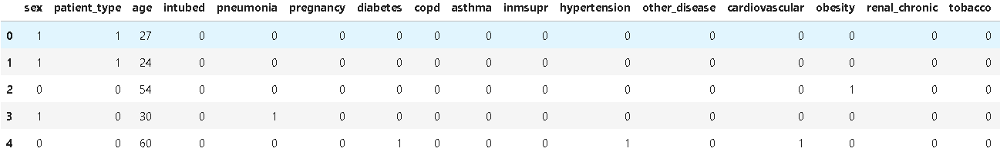 sex patient_type age intubed pneumonia pregnancy diabetes copd asthma inmsupr hypertension other_disease cardiovascular obesity renal_chronic tobacco
0 1 1 27 0 0 0 0 0 0 0 0 0 0 0 0 0
1 1 1 24 0 0 0 0 0 0 0 0 0 0 0 0 0
2 0 0 54 0 0 0 0 0 0 0 0 0 0 1 0 0
3 1 0 30 0 1 0 0 0 0 0 0 0 0 0 0 0
4 0 0 60 0 0 0 1 0 0 0 1 0 1 0 0 0